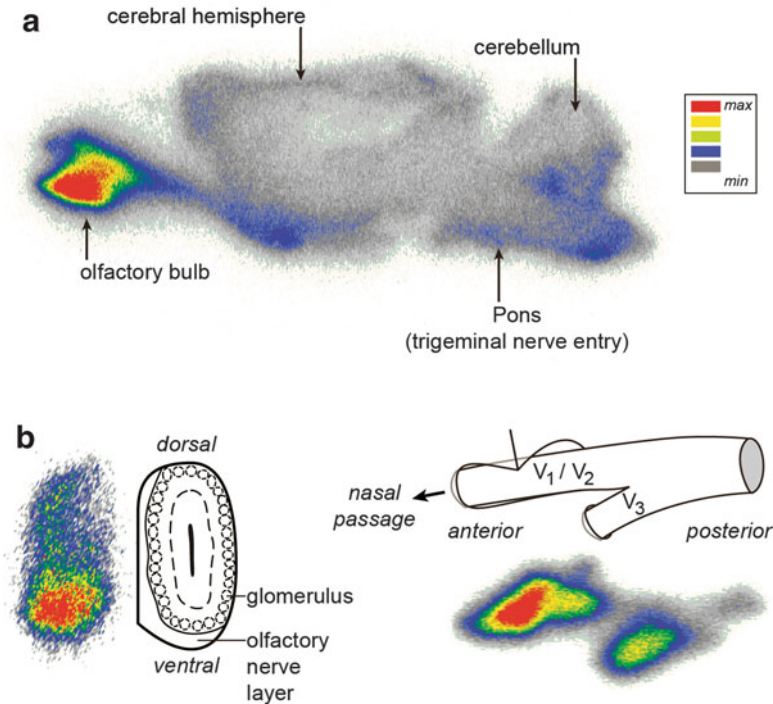 a
cerebral hemisphere
cerebellum
max
min
olfactory bulb
Pons
(trigeminal nerve entry)
b
dorsal
V1 / V2
V3
nasal
passage
anterior
posterior
glomerulus
olfactory
nerve
layer
ventral